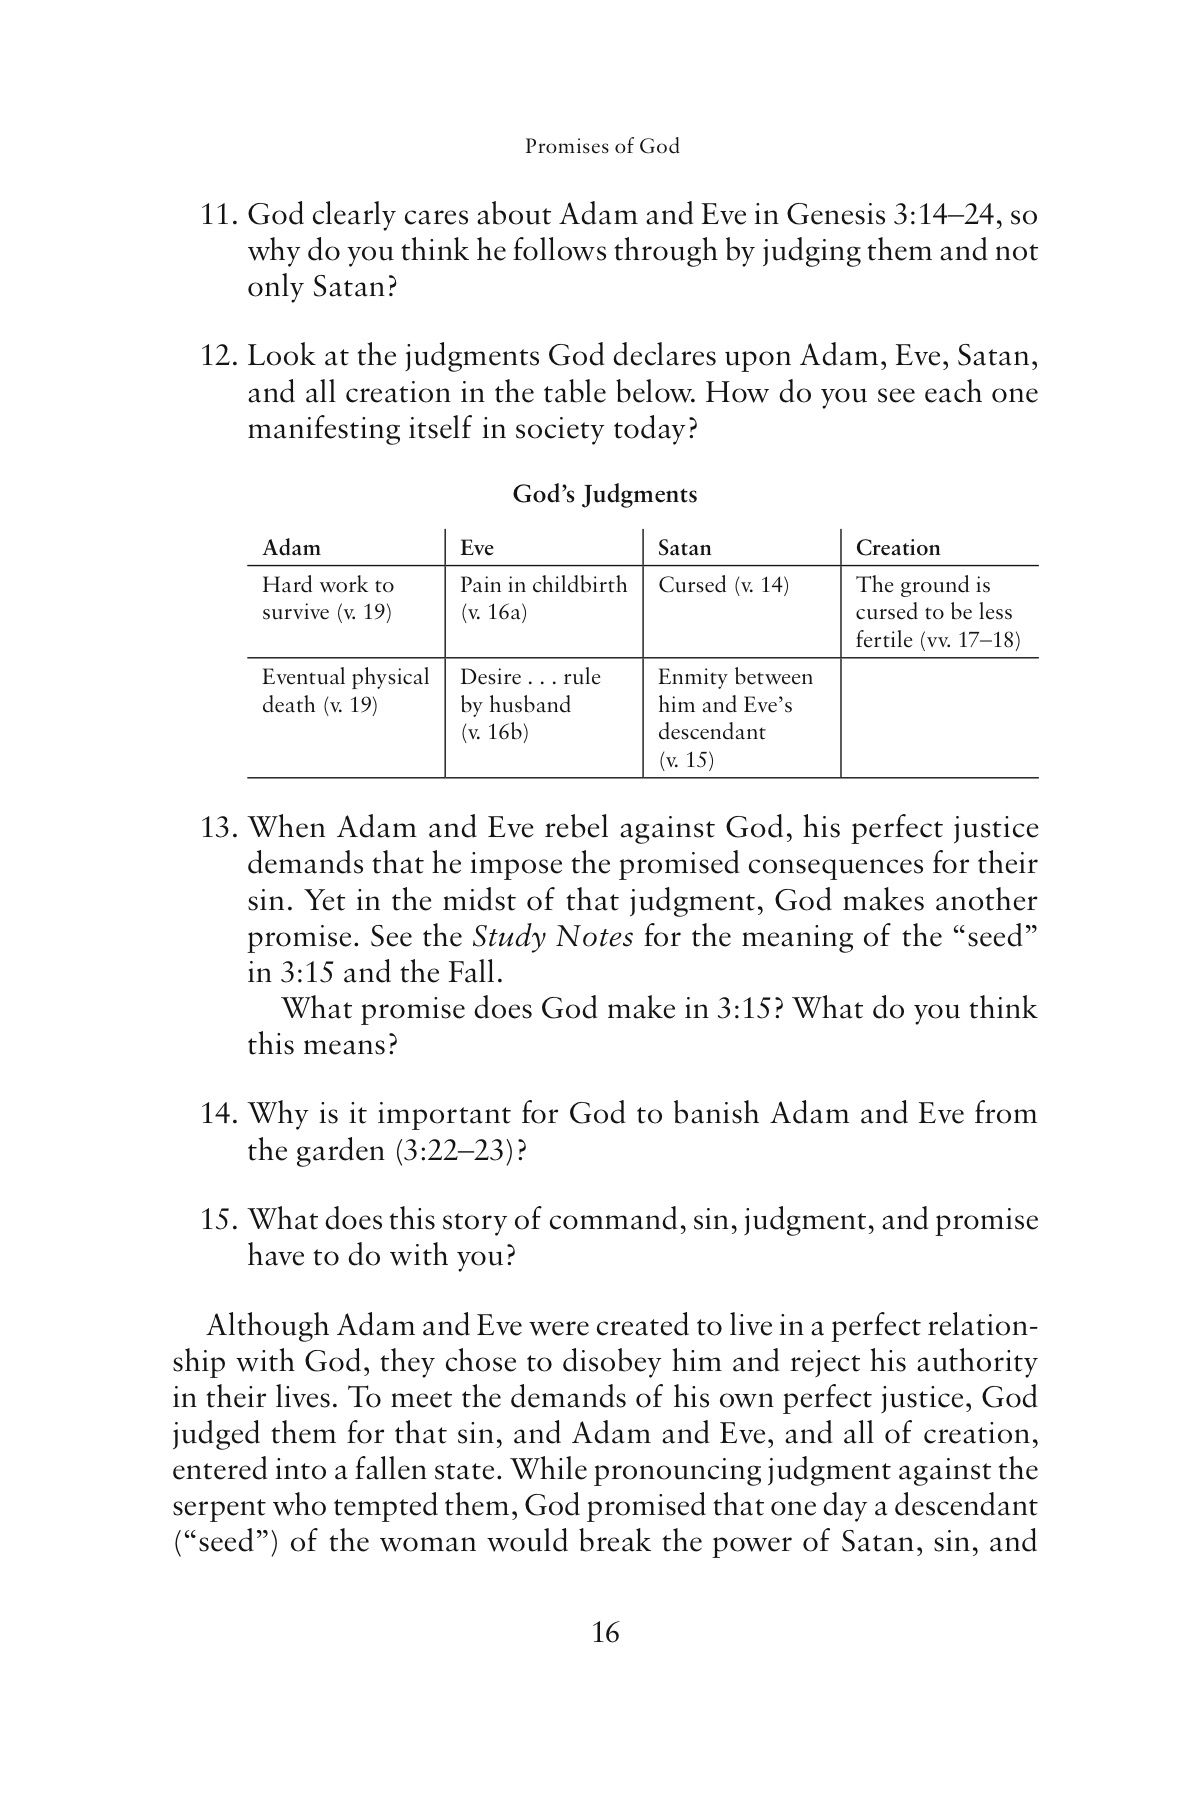 Promises of God
11. God clearly cares about Adam and Eve in Genesis 3:14–24, so
why do you think he follows through by judging them and not
only Satan?
12. Look at the judgments God declares upon Adam, Eve, Satan,
and all creation in the table below. How do you see each one
manifesting itself in society today?
God’s Judgments
Adam Eve Satan Creation
Hard work to
survive (v. 19)
Pain in childbirth
(v. 16a)
Cursed (v. 14)
The ground is
cursed to be less
fertile (vv. 17–18)
Eventual physical
death (v. 19)
Desire . . . rule
by husband
(v. 16b)
Enmity between
him and Eve’s
descendant
(v. 15)
13. When Adam and Eve rebel against God, his perfect justice
demands that he impose the promised consequences for their
sin. Yet in the midst of that judgment, God makes another
promise. See the Study Notes for the meaning of the “seed”
in 3:15 and the Fall.
What promise does God make in 3:15? What do you think
this means?
14. Why is it important for God to banish Adam and Eve from
the garden (3:22–23)?
15. What does this story of command, sin, judgment, and promise
have to do with you?
Although Adam and Eve were created to live in a perfect relation-
ship with God, they chose to disobey him and reject his authority
in their lives. To meet the demands of his own perfect justice, God
judged them for that sin, and Adam and Eve, and all of creation,
entered into a fallen state. While pronouncing judgment against the
serpent who tempted them, God promised that one day a descendant
(“seed”) of the woman would break the power of Satan, sin, and
16